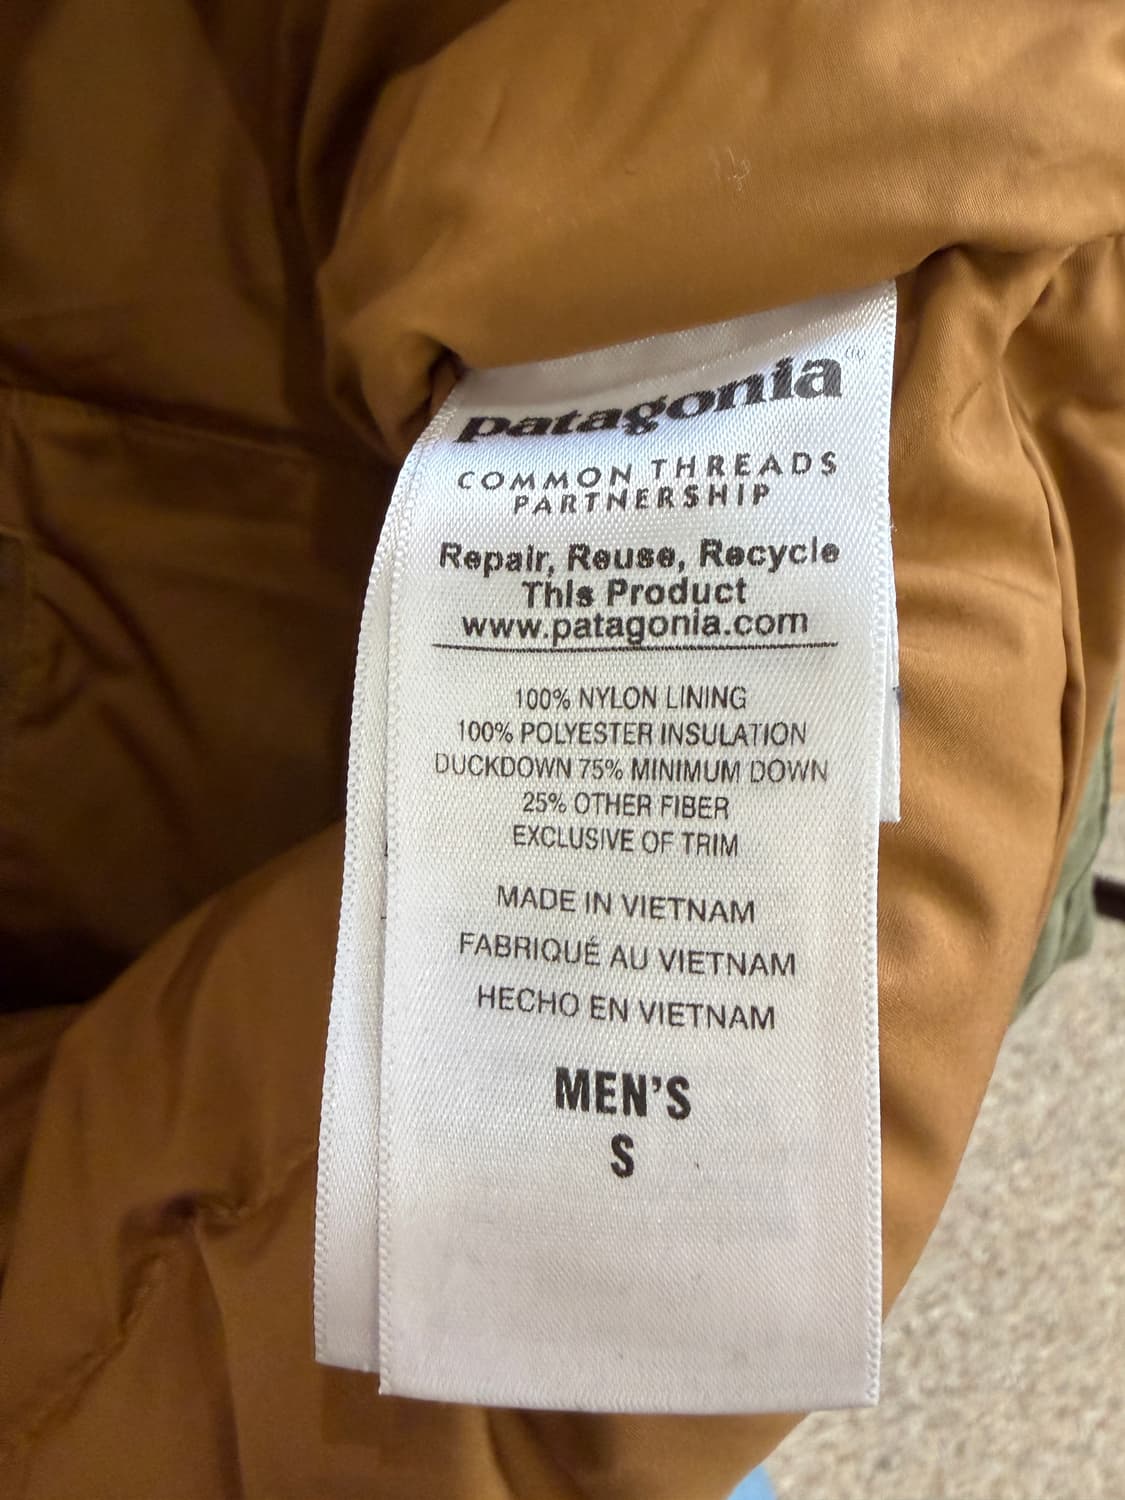 patagonia®
COMMON THREADS
PARTNERSHIP
Repair, Reuse, Recycle
This Product
www.patagonia.com
100% NYLON LINING
100% POLYESTER INSULATION
DUCKDOWN 75% MINIMUM DOWN
25% OTHER FIBER
EXCLUSIVE OF TRIM
MADE IN VIETNAM
FABRIQUÉ AU VIETNAM
HECHO EN VIETNAM
MEN'S
S